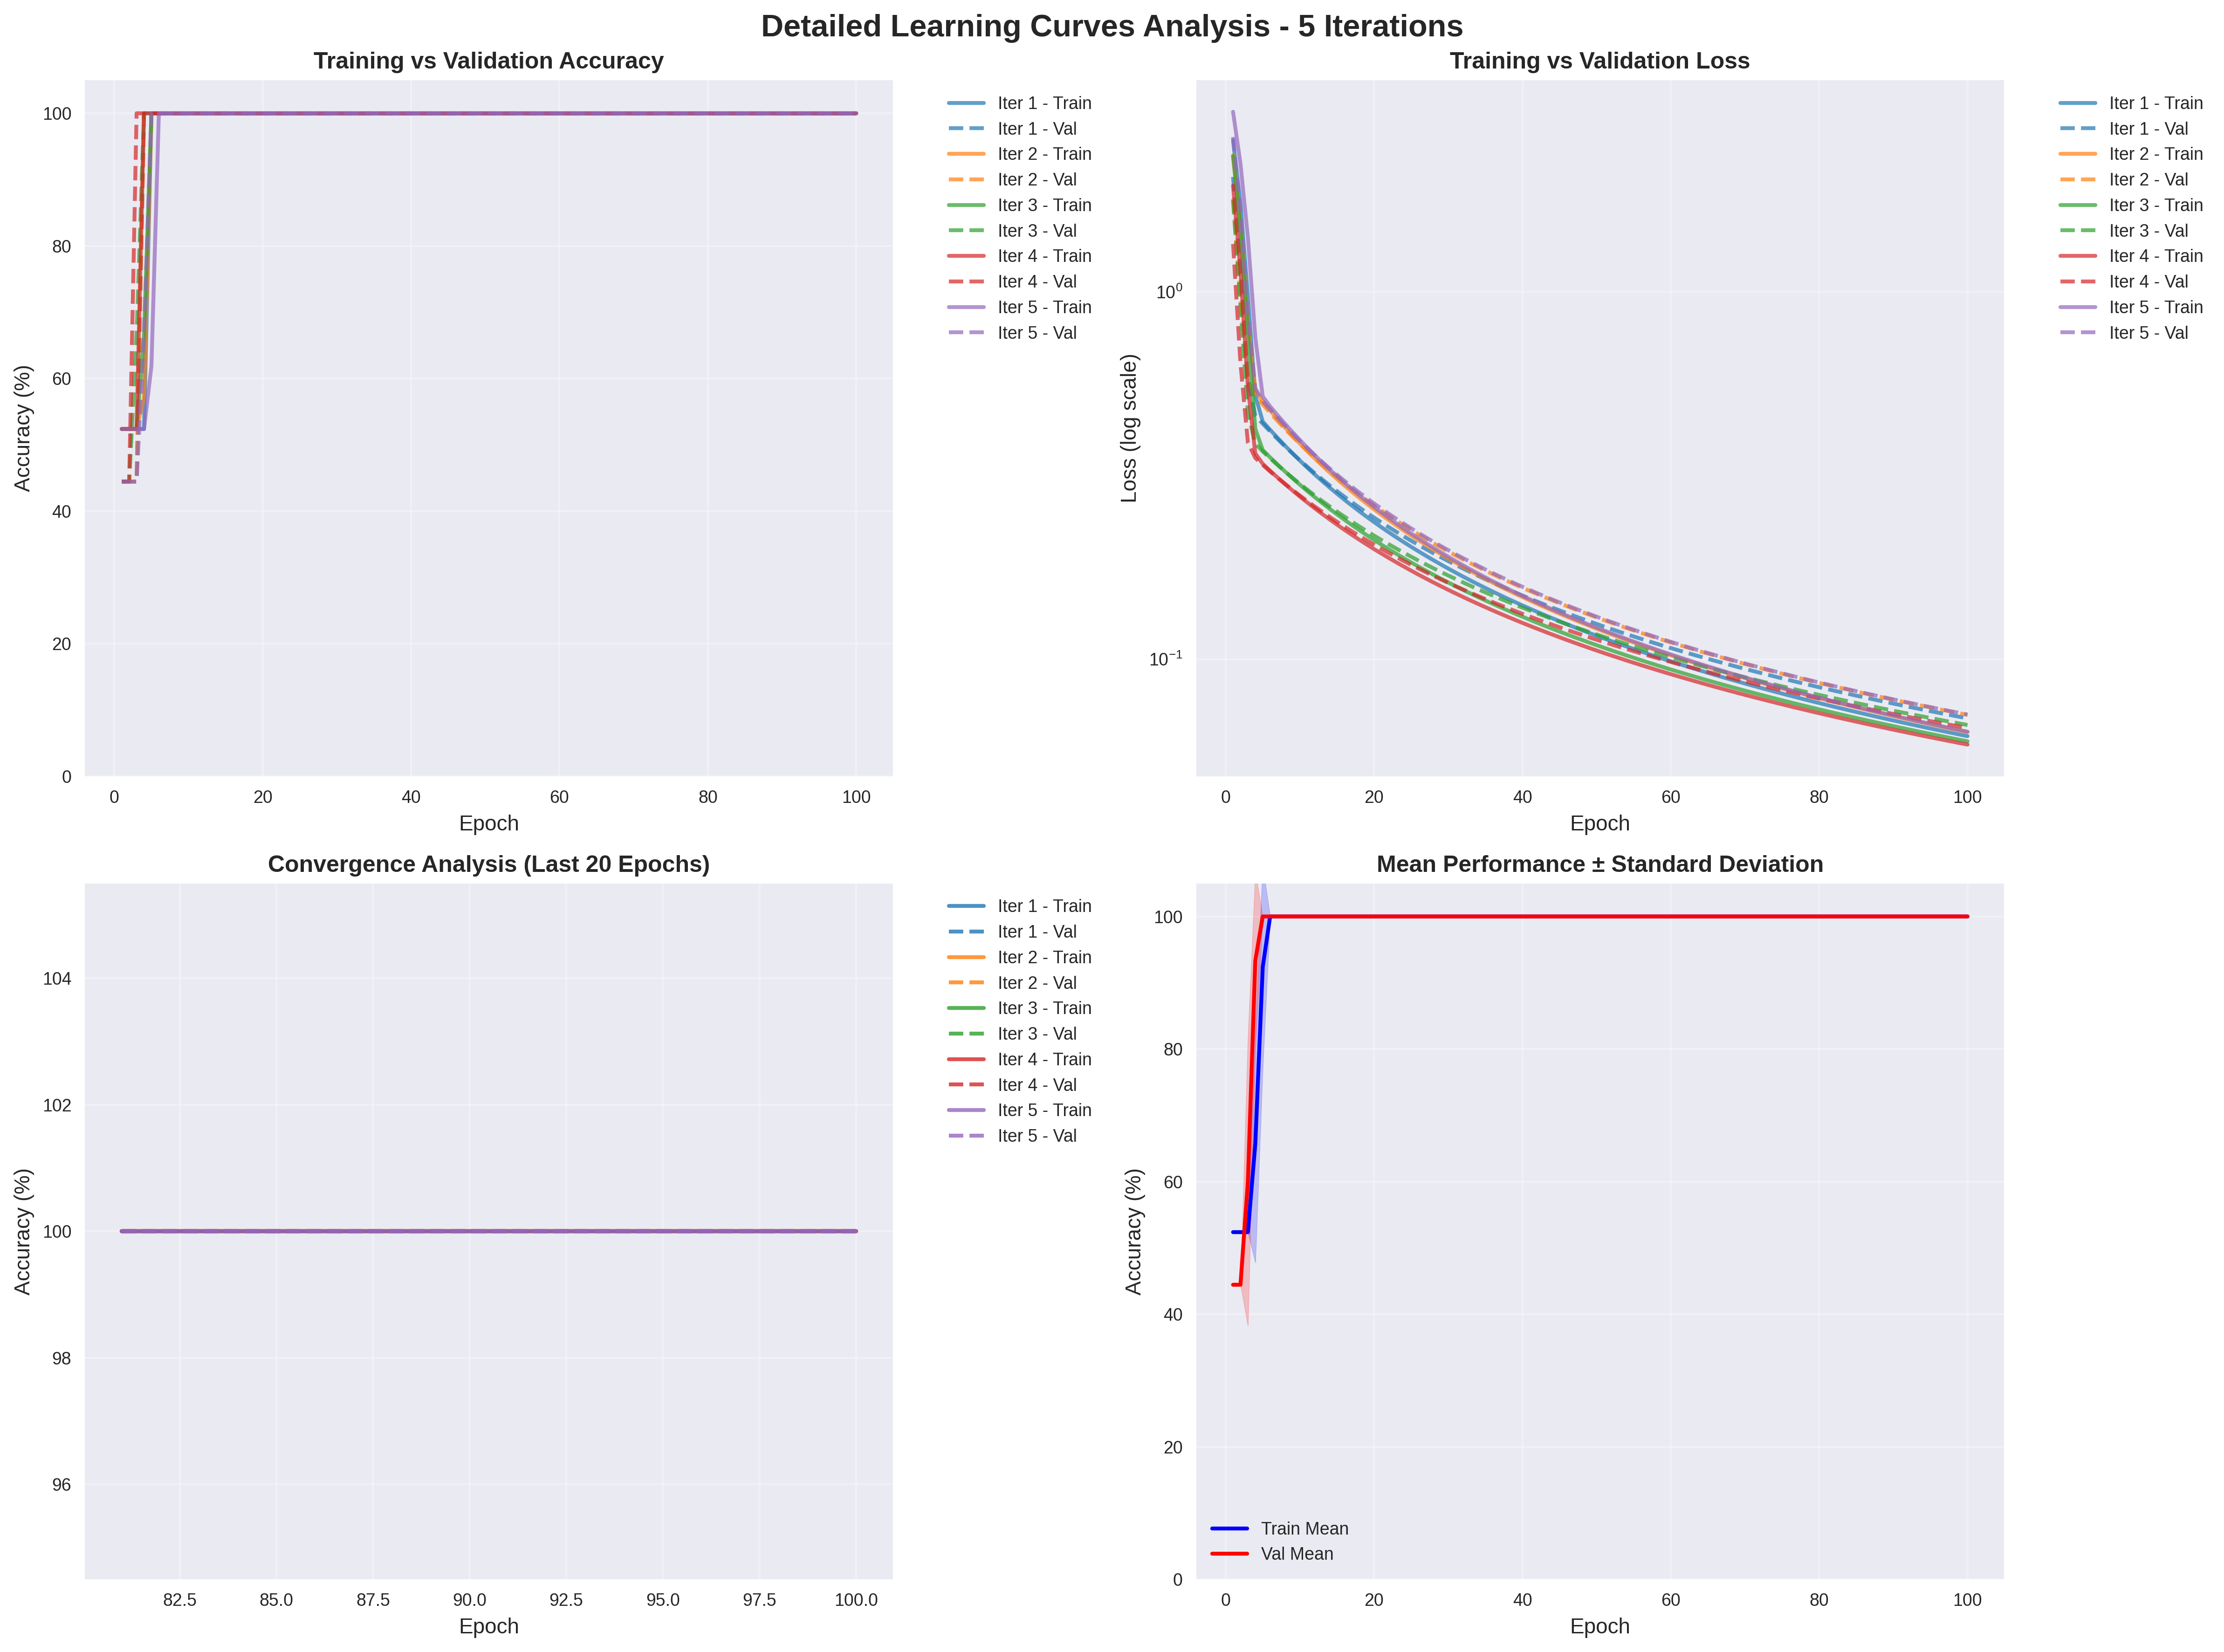 Detailed Learning Curves Analysis - 5 Iterations
Training vs Validation Accuracy
100
80
60
40
20
0
Accuracy (%)
0 20 40 60 80 100
Epoch
Iter 1 - Train
Iter 1 - Val
Iter 2 - Train
Iter 2 - Val
Iter 3 - Train
Iter 3 - Val
Iter 4 - Train
Iter 4 - Val
Iter 5 - Train
Iter 5 - Val
Training vs Validation Loss
10⁰
10⁻¹
Loss (log scale)
0 20 40 60 80 100
Epoch
Iter 1 - Train
Iter 1 - Val
Iter 2 - Train
Iter 2 - Val
Iter 3 - Train
Iter 3 - Val
Iter 4 - Train
Iter 4 - Val
Iter 5 - Train
Iter 5 - Val
Convergence Analysis (Last 20 Epochs)
104
102
100
98
96
Accuracy (%)
82.5 85.0 87.5 90.0 92.5 95.0 97.5 100.0
Epoch
Iter 1 - Train
Iter 1 - Val
Iter 2 - Train
Iter 2 - Val
Iter 3 - Train
Iter 3 - Val
Iter 4 - Train
Iter 4 - Val
Iter 5 - Train
Iter 5 - Val
Mean Performance ± Standard Deviation
100
80
60
40
20
0
Accuracy (%)
Train Mean
Val Mean
0 20 40 60 80 100
Epoch